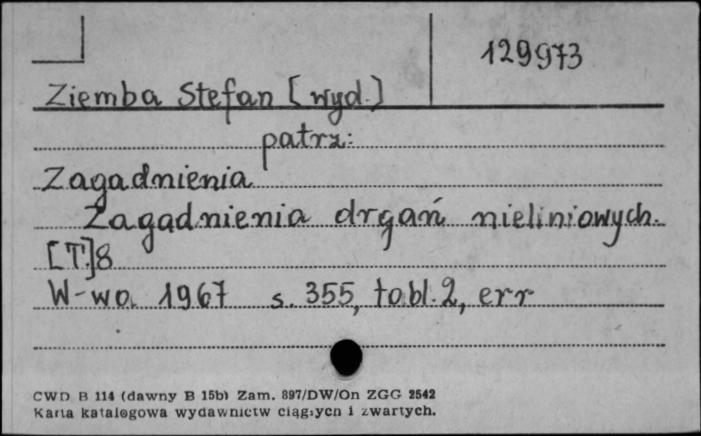 129973
Ziemba Stefan [wyd.]
patrz:
Zagadnienia
Zagadnienia drgań nieliniowych.
[T.]8
W-wa 1967 s. 355, tabl. 2, err
CWD B 114 (dawny B 15b) Zam. 897/DW/On ZGG 2542
Karta katalogowa wydawnictw ciągłych i zwartych.